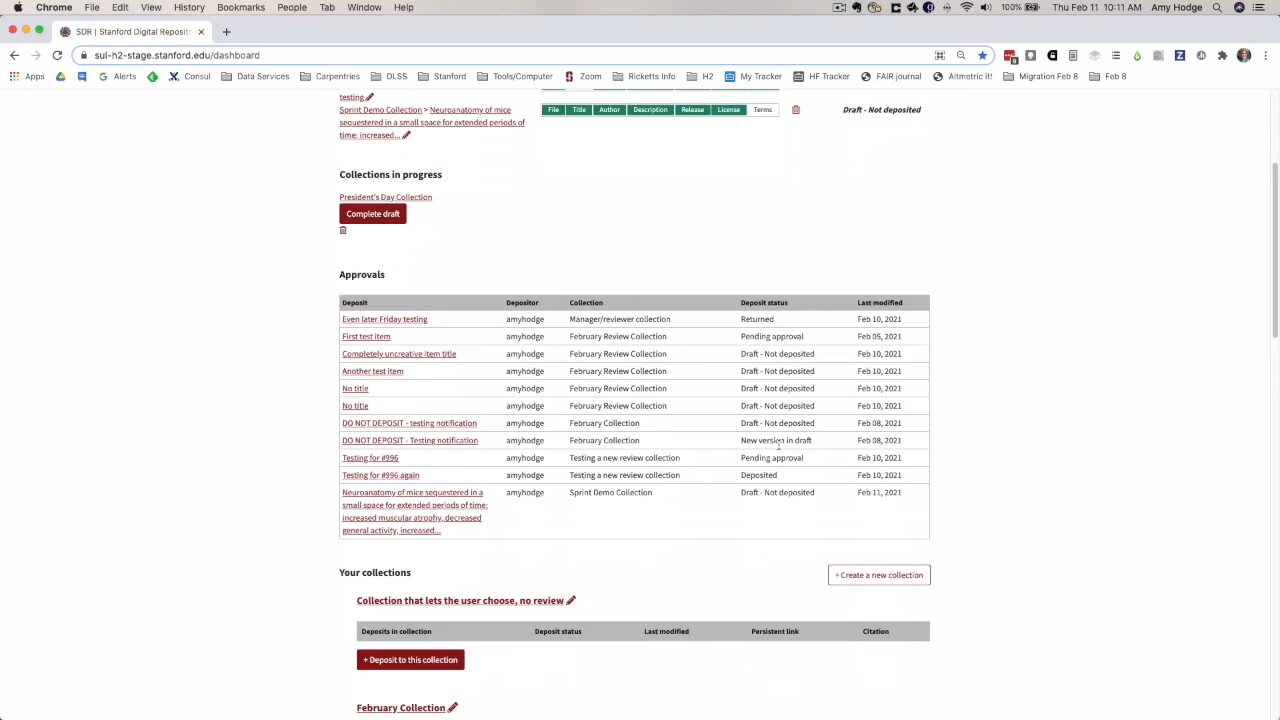 Chrome File Edit View History Bookmarks People Tab Window Help
SDR | Stanford Digital Reposito
sul-h2-stage.stanford.edu/dashboard
Apps Alerts Consul Data Services Carpentries DLSS Stanford Tools/Computer Zoom Ricketts Info H2 My Tracker HF Tracker FAIR journal Altmetric it! Migration Feb 8 Feb 8
testing
Sprint Demo Collection > Neuroanatomy of mice
sequestered in a small space for extended periods of
time: increased...
File Title Author Description Release License Terms
Draft - Not deposited
Collections in progress
President's Day Collection
Complete draft
Approvals
Deposit Depositor Collection Deposit status Last modified
Even later Friday testing amyhodge Manager/reviewer collection Returned Feb 10, 2021
First test item amyhodge February Review Collection Pending approval Feb 05, 2021
Completely uncreative item title amyhodge February Review Collection Draft - Not deposited Feb 10, 2021
Another test item amyhodge February Review Collection Draft - Not deposited Feb 10, 2021
No title amyhodge February Review Collection Draft - Not deposited Feb 10, 2021
No title amyhodge February Review Collection Draft - Not deposited Feb 10, 2021
DO NOT DEPOSIT - testing notification amyhodge February Collection Draft - Not deposited Feb 08, 2021
DO NOT DEPOSIT - Testing notification amyhodge February Collection New version in draft Feb 08, 2021
Testing for #996 amyhodge Testing a new review collection Pending approval Feb 10, 2021
Testing for #996 again amyhodge Testing a new review collection Deposited Feb 10, 2021
Neuroanatomy of mice sequestered in a amyhodge Sprint Demo Collection Draft - Not deposited Feb 11, 2021
small space for extended periods of time:
increased muscular atrophy, decreased
general activity, increased...
Your collections
+ Create a new collection
Collection that lets the user choose, no review
Deposits in collection Deposit status Last modified Persistent link Citation
+ Deposit to this collection
February Collection